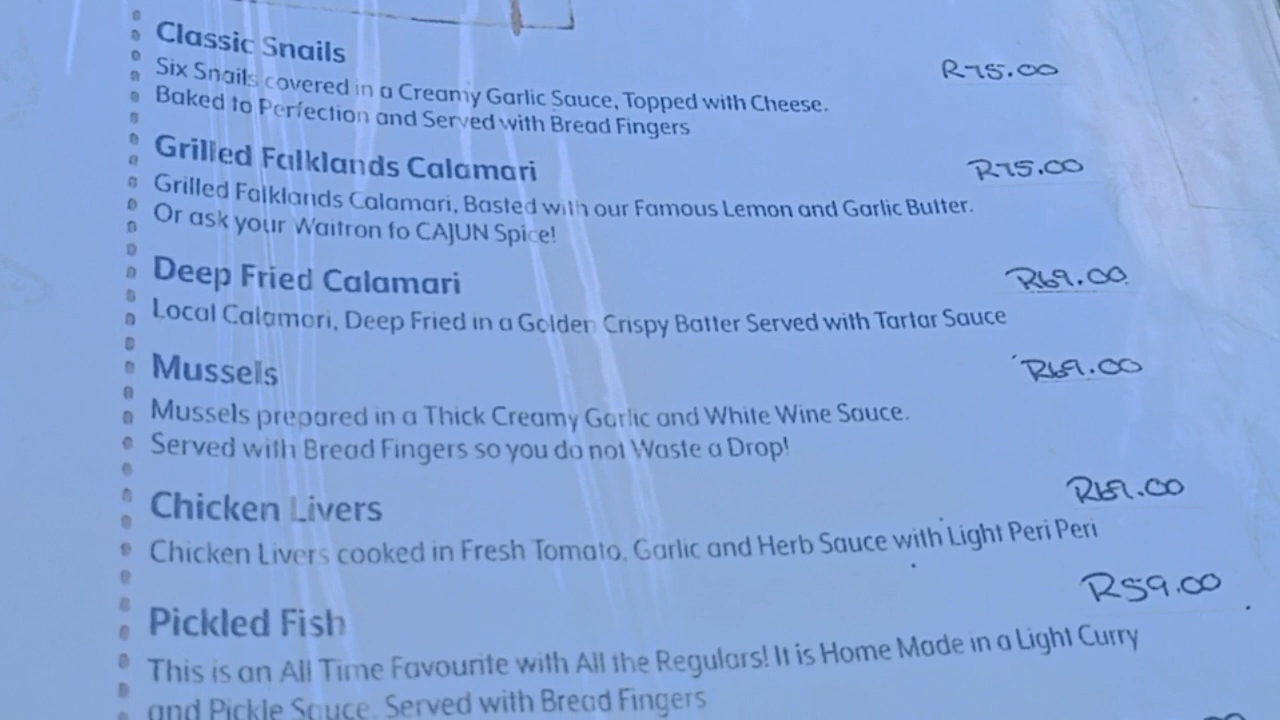 Classic Snails
R75.00
Six Snails covered in a Creamy Garlic Sauce, Topped with Cheese.
Baked to Perfection and Served with Bread Fingers
Grilled Falklands Calamari
R75.00
Grilled Falklands Calamari, Basted with our Famous Lemon and Garlic Butter.
Or ask your Waitron fo CAJUN Spice!
Deep Fried Calamari
R69.00
Local Calamari, Deep Fried in a Golden Crispy Batter Served with Tartar Sauce
Mussels
R69.00
Mussels prepared in a Thick Creamy Garlic and White Wine Sauce.
Served with Bread Fingers so you do not Waste a Drop!
Chicken Livers
R69.00
Chicken Livers cooked in Fresh Tomato, Garlic and Herb Sauce with Light Peri Peri
Pickled Fish
R59.00
This is an All Time Favourite with All the Regulars! It is Home Made in a Light Curry
and Pickle Sauce. Served with Bread Fingers